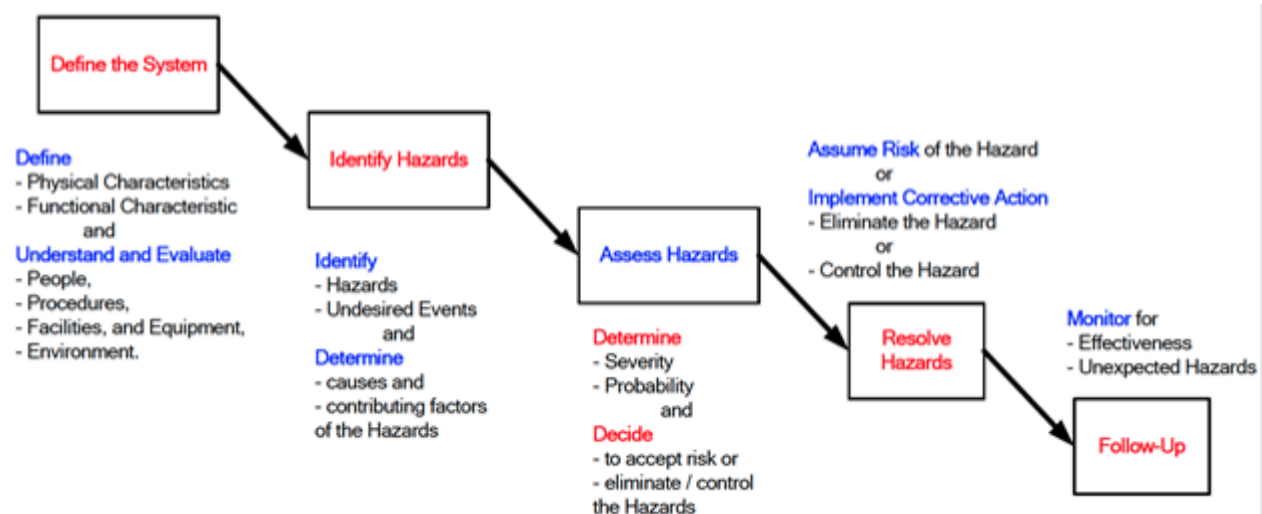 Define the System
Define
- Physical Characteristics
- Functional Characteristic
and
Understand and Evaluate
- People,
- Procedures,
- Facilities, and Equipment,
- Environment.
Identify Hazards
Identify
- Hazards
- Undesired Events
and
Determine
- causes and
- contributing factors
of the Hazards
Assess Hazards
Determine
- Severity
- Probability
and
Decide
- to accept risk or
- eliminate / control
the Hazards
Assume Risk of the Hazard
or
Implement Corrective Action
- Eliminate the Hazard
or
- Control the Hazard
Resolve
Hazards
Monitor for
- Effectiveness
- Unexpected Hazards
Follow-Up